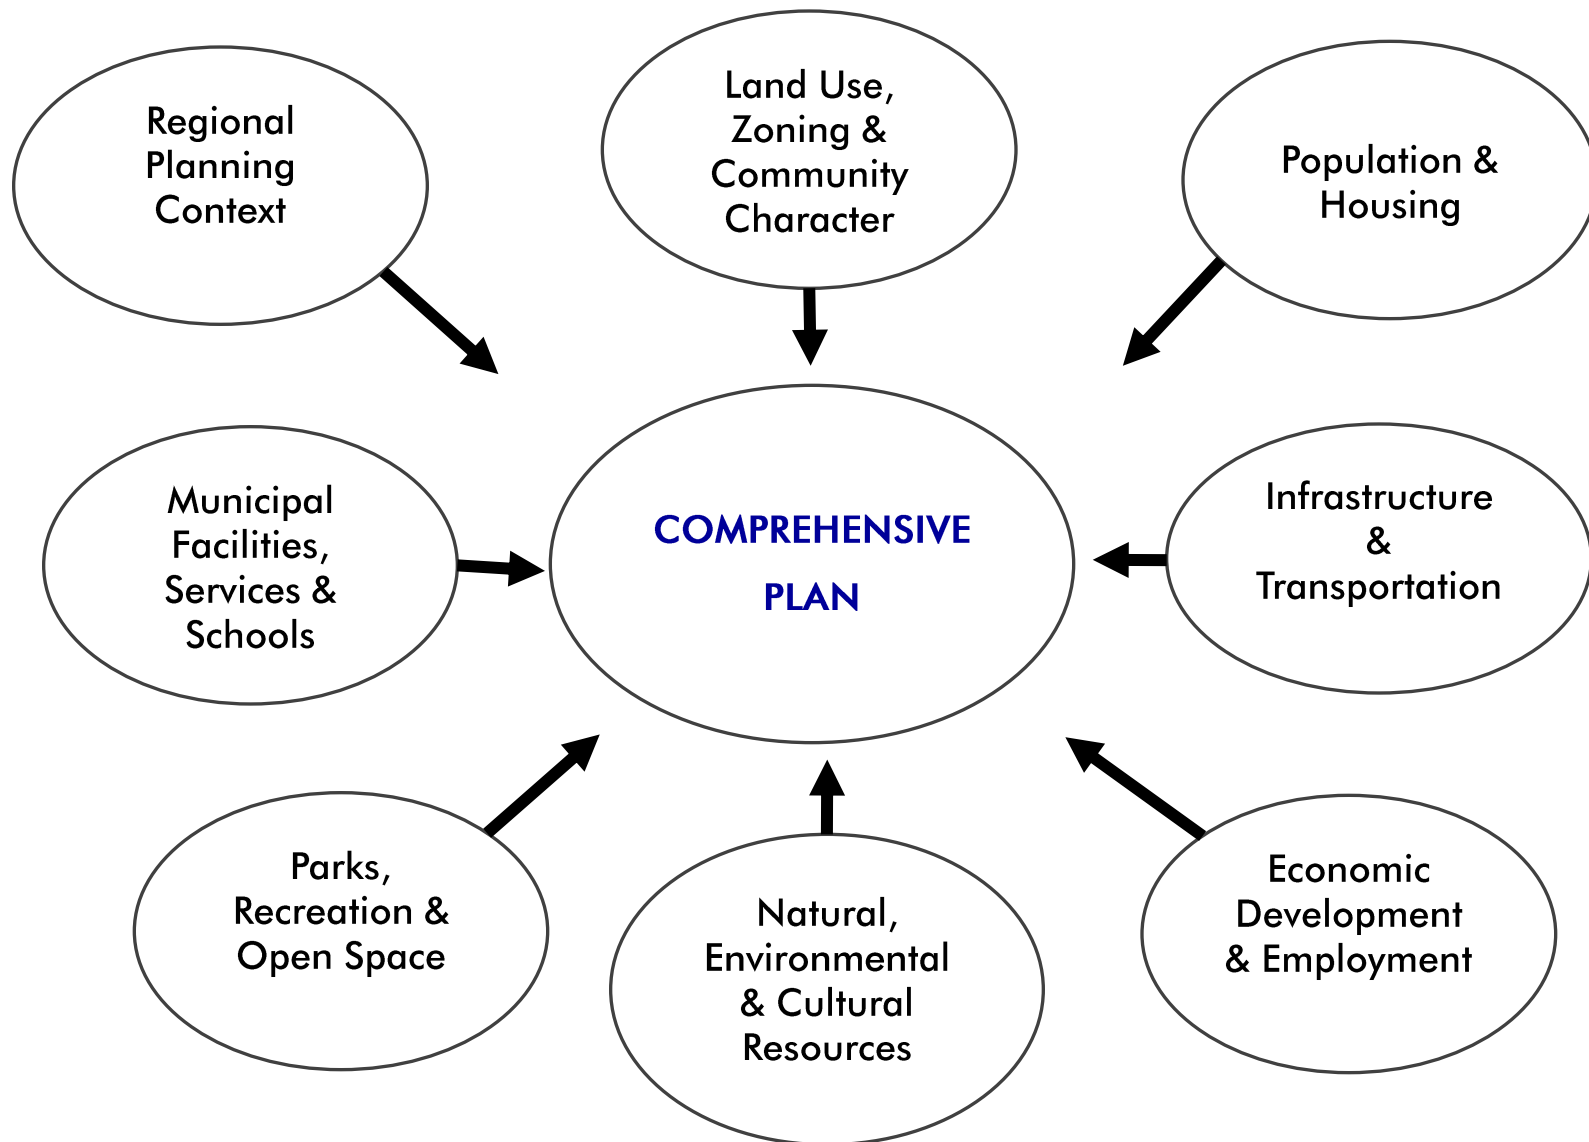 Regional
Planning
Context
Land Use,
Zoning &
Community
Character
Population &
Housing
Municipal
Facilities,
Services &
Schools
COMPREHENSIVE
PLAN
Infrastructure
&
Transportation
Parks,
Recreation &
Open Space
Natural,
Environmental
& Cultural
Resources
Economic
Development
& Employment